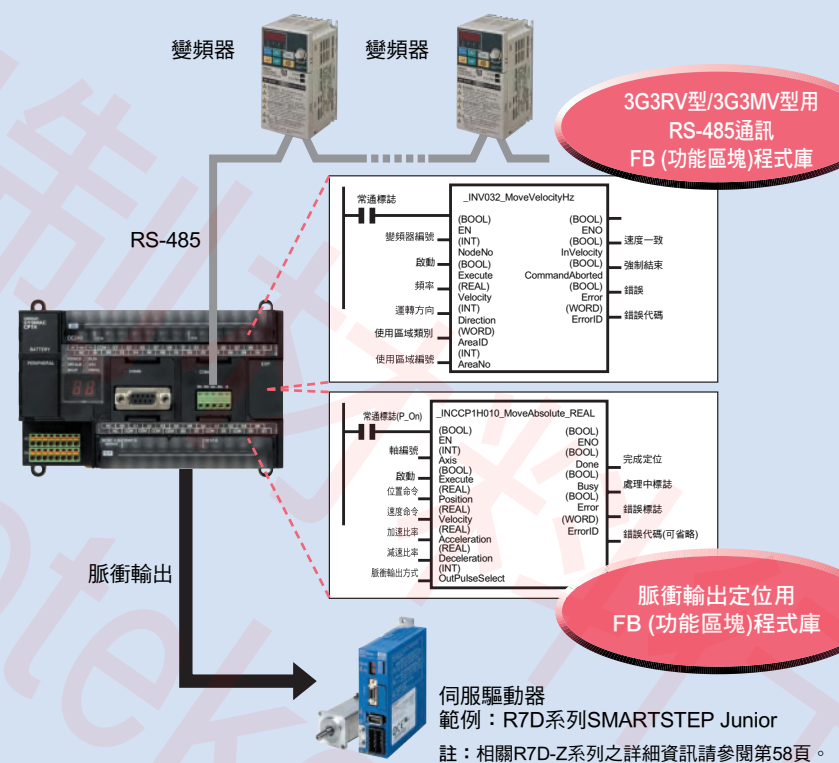 變頻器
變頻器
3G3RV型/3G3MV型用
RS-485通訊
FB (功能區塊)程式庫
RS-485
常通標誌
變頻器編號
啟動
頻率
運轉方向
使用區域類別
使用區域編號
_INV032_MoveVelocityHz
(BOOL)
EN
(INT)
NodeNo
(BOOL)
Execute
(REAL)
Velocity
(INT)
Direction
(WORD)
AreaID
(INT)
AreaNo
(BOOL)
ENO
(BOOL)
InVelocity
(BOOL)
CommandAborted
(BOOL)
Error
(WORD)
ErrorID
速度一致
強制結束
錯誤
錯誤代碼
BATTERY
PERIPHERAL
EXP
常通標誌(P_On)
軸編號
啟動
位置命令
速度命令
加速比率
減速比率
脈衝輸出方式
_INCCP1H010_MoveAbsolute_REAL
(BOOL)
EN
(INT)
Axis
(BOOL)
Execute
(REAL)
Position
(REAL)
Velocity
(REAL)
Acceleration
(REAL)
Deceleration
(INT)
OutPulseSelect
(BOOL)
ENO
(BOOL)
Done
(BOOL)
Busy
(BOOL)
Error
(WORD)
ErrorID
完成定位
處理中標誌
錯誤標誌
錯誤代碼(可省略)
脈衝輸出
脈衝輸出定位用
FB (功能區塊)程式庫
伺服驅動器
範例：R7D系列SMARTSTEP Junior
註：相關R7D-Z系列之詳細資訊請參閱第58頁。